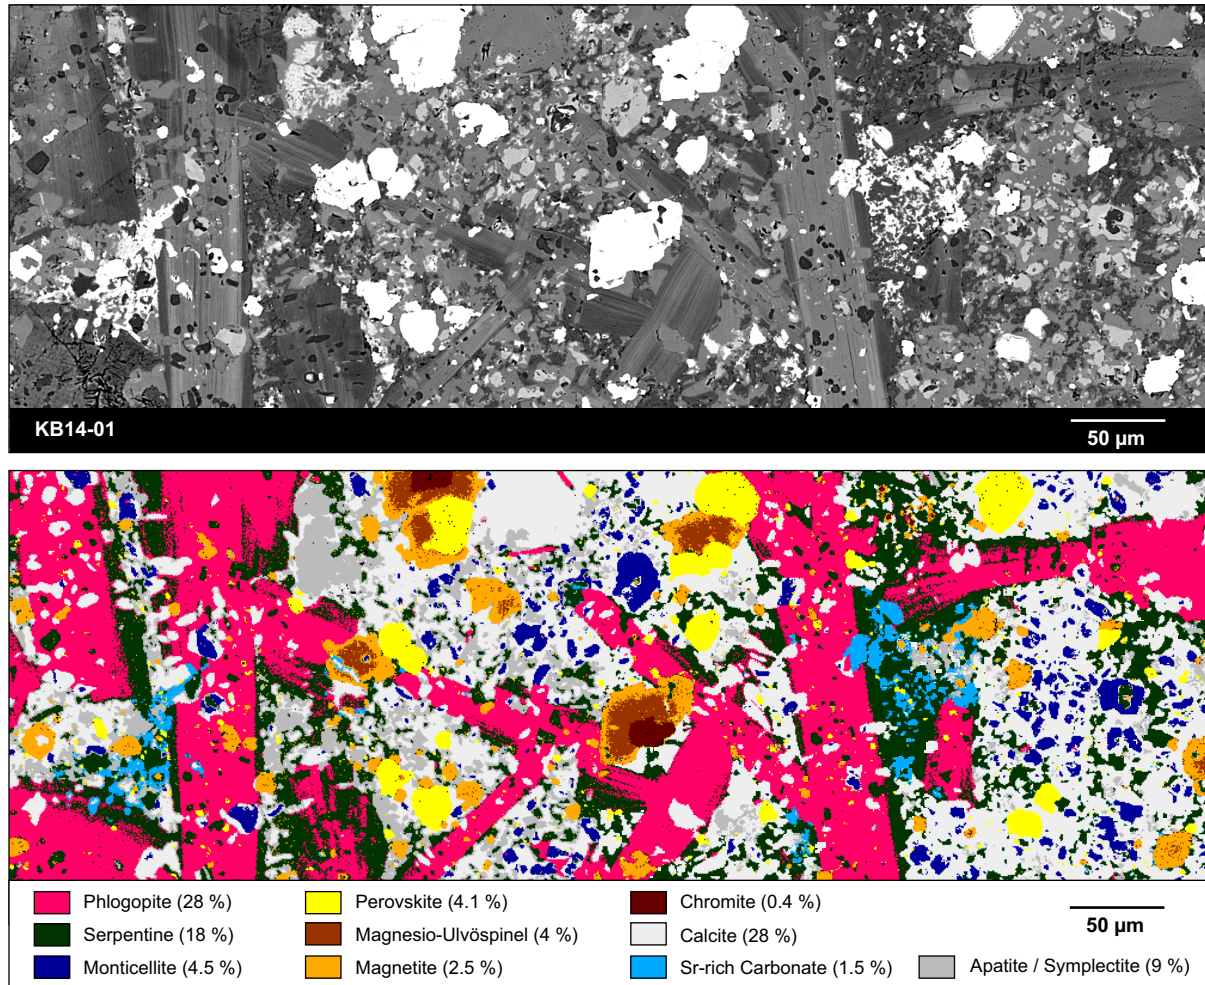 KB14-01
50 µm
Phlogopite (28 %)
Perovskite (4.1 %)
Chromite (0.4 %)
50 µm
Serpentine (18 %)
Magnesio-Ulvöspinel (4 %)
Calcite (28 %)
Monticellite (4.5 %)
Magnetite (2.5 %)
Sr-rich Carbonate (1.5 %)
Apatite / Symplectite (9 %)